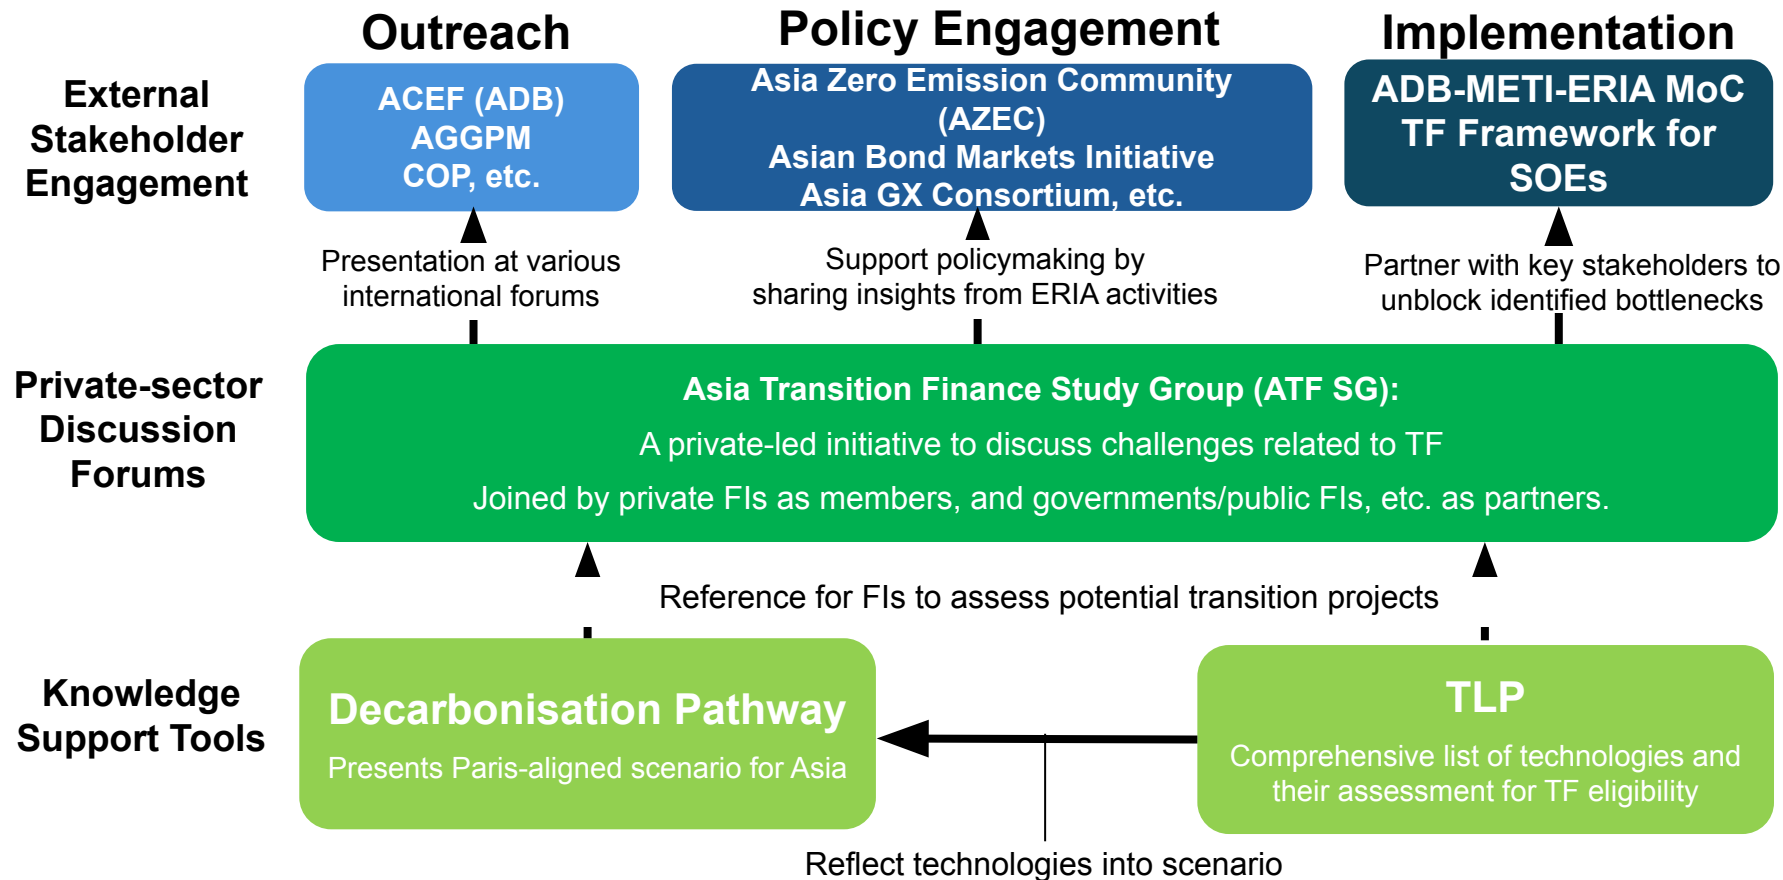 Outreach
Policy Engagement
Implementation
External
Stakeholder
Engagement
ACEF (ADB)
AGGPM
COP, etc.
Asia Zero Emission Community
(AZEC)
Asian Bond Markets Initiative
Asia GX Consortium, etc.
ADB-METI-ERIA MoC
TF Framework for
SOEs
Presentation at various
international forums
Support policymaking by
sharing insights from ERIA activities
Partner with key stakeholders to
unblock identified bottlenecks
Private-sector
Discussion
Forums
Asia Transition Finance Study Group (ATF SG):
A private-led initiative to discuss challenges related to TF
Joined by private FIs as members, and governments/public FIs, etc. as partners.
Reference for FIs to assess potential transition projects
Knowledge
Support Tools
Decarbonisation Pathway
Presents Paris-aligned scenario for Asia
TLP
Comprehensive list of technologies and
their assessment for TF eligibility
Reflect technologies into scenario